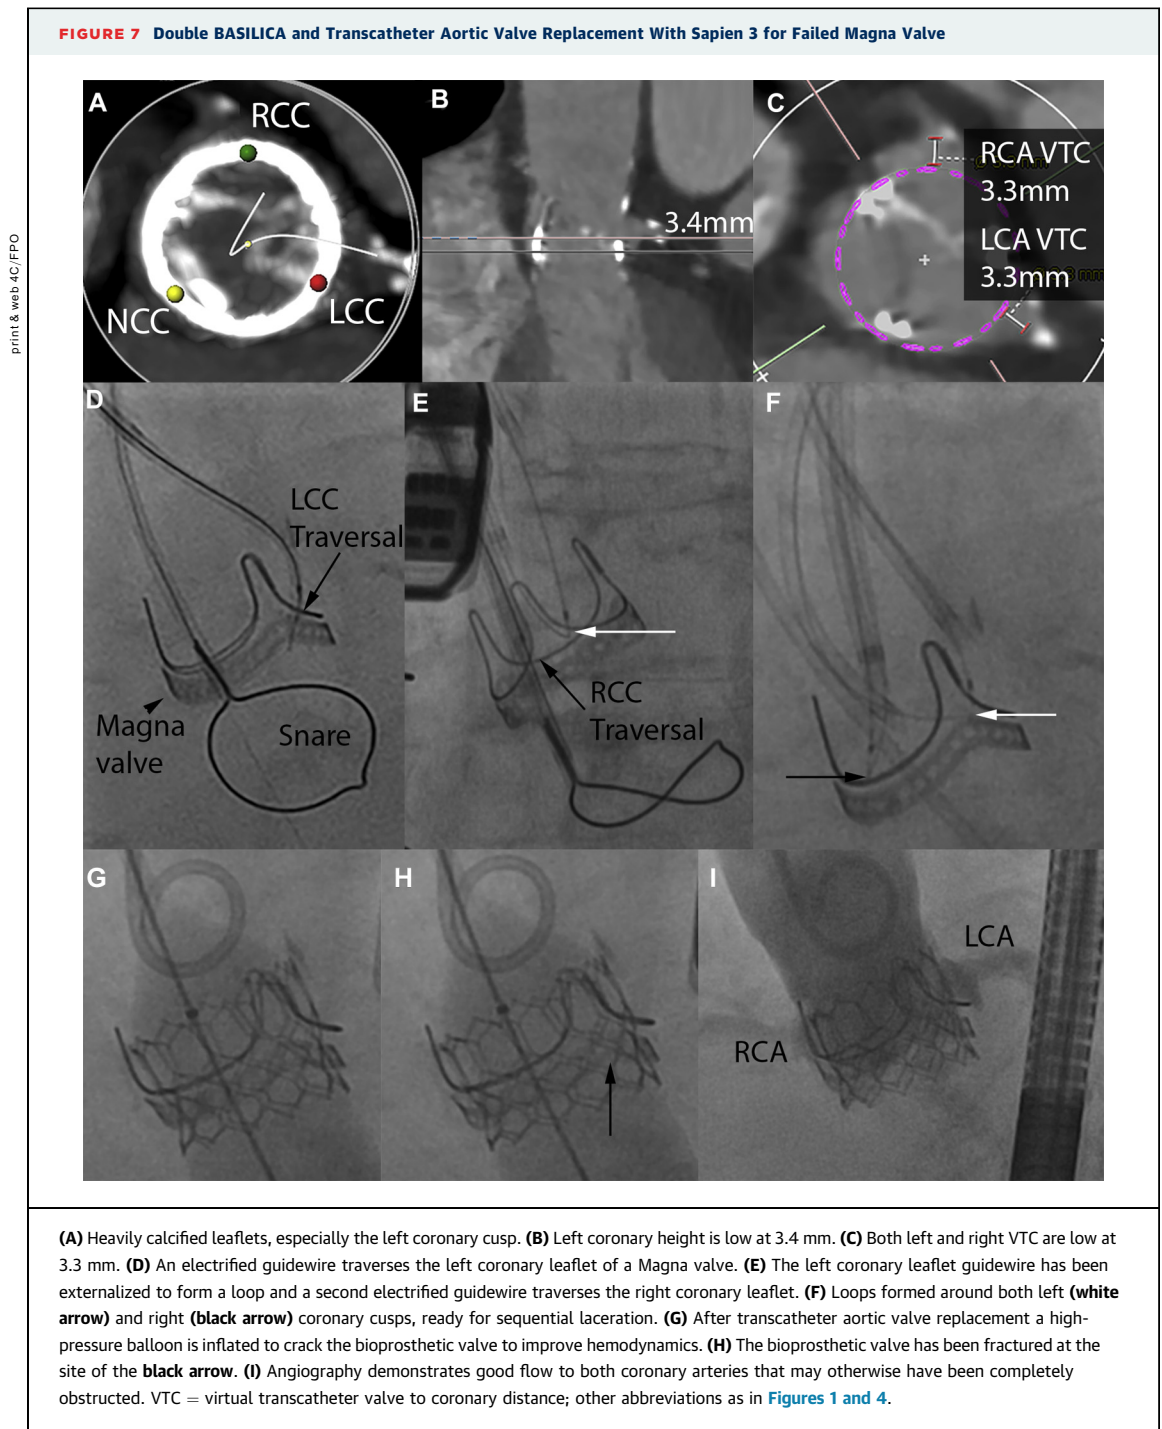 FIGURE 7 Double BASILICA and Transcatheter Aortic Valve Replacement With Sapien 3 for Failed Magna Valve
print & web 4C/FPO
A
RCC
NCC
LCC
B
3.4mm
C
RCA VTC
3.3mm
LCA VTC
3.3mm
D
LCC
Traversal
Magna
valve
Snare
E
RCC
Traversal
F
G
H
I
LCA
RCA
(A) Heavily calcified leaflets, especially the left coronary cusp. (B) Left coronary height is low at 3.4 mm. (C) Both left and right VTC are low at
3.3 mm. (D) An electrified guidewire traverses the left coronary leaflet of a Magna valve. (E) The left coronary leaflet guidewire has been
externalized to form a loop and a second electrified guidewire traverses the right coronary leaflet. (F) Loops formed around both left (white
arrow) and right (black arrow) coronary cusps, ready for sequential laceration. (G) After transcatheter aortic valve replacement a high-
pressure balloon is inflated to crack the bioprosthetic valve to improve hemodynamics. (H) The bioprosthetic valve has been fractured at the
site of the black arrow. (I) Angiography demonstrates good flow to both coronary arteries that may otherwise have been completely
obstructed. VTC = virtual transcatheter valve to coronary distance; other abbreviations as in Figures 1 and 4.